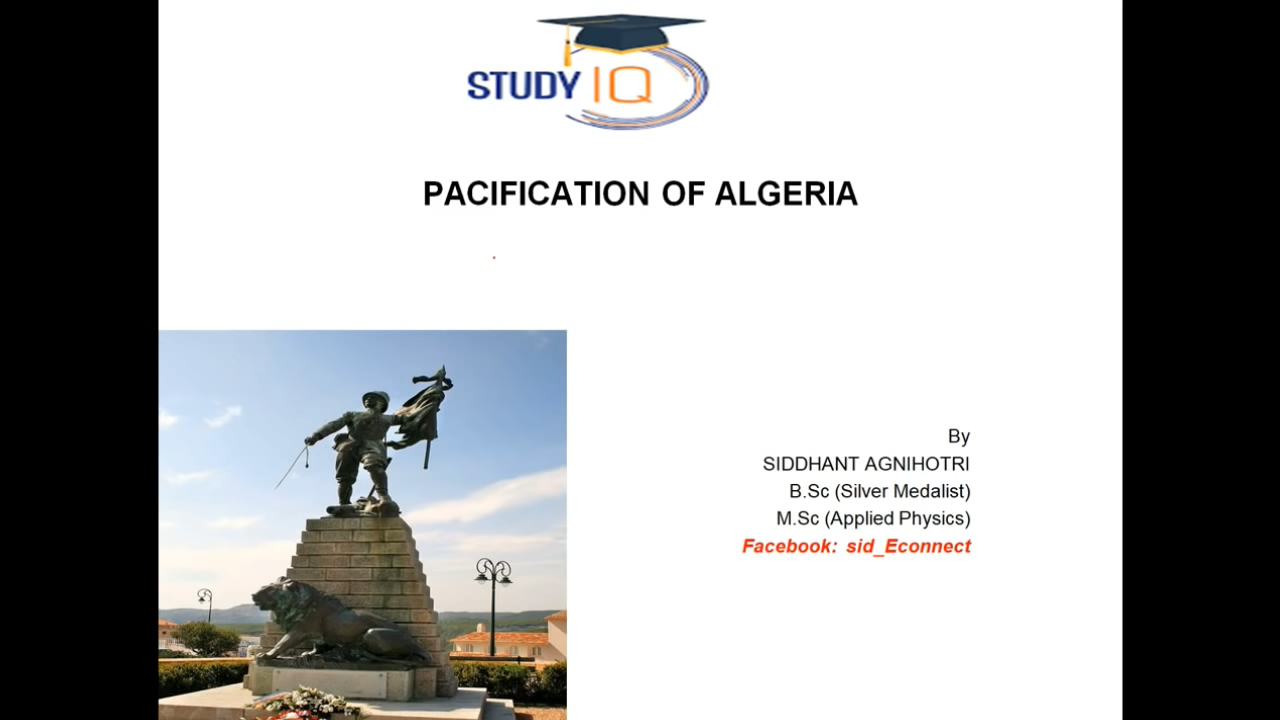 STUDY IQ
PACIFICATION OF ALGERIA
By
SIDDHANT AGNIHOTRI
B.Sc (Silver Medalist)
M.Sc (Applied Physics)
Facebook: sid_Econnect